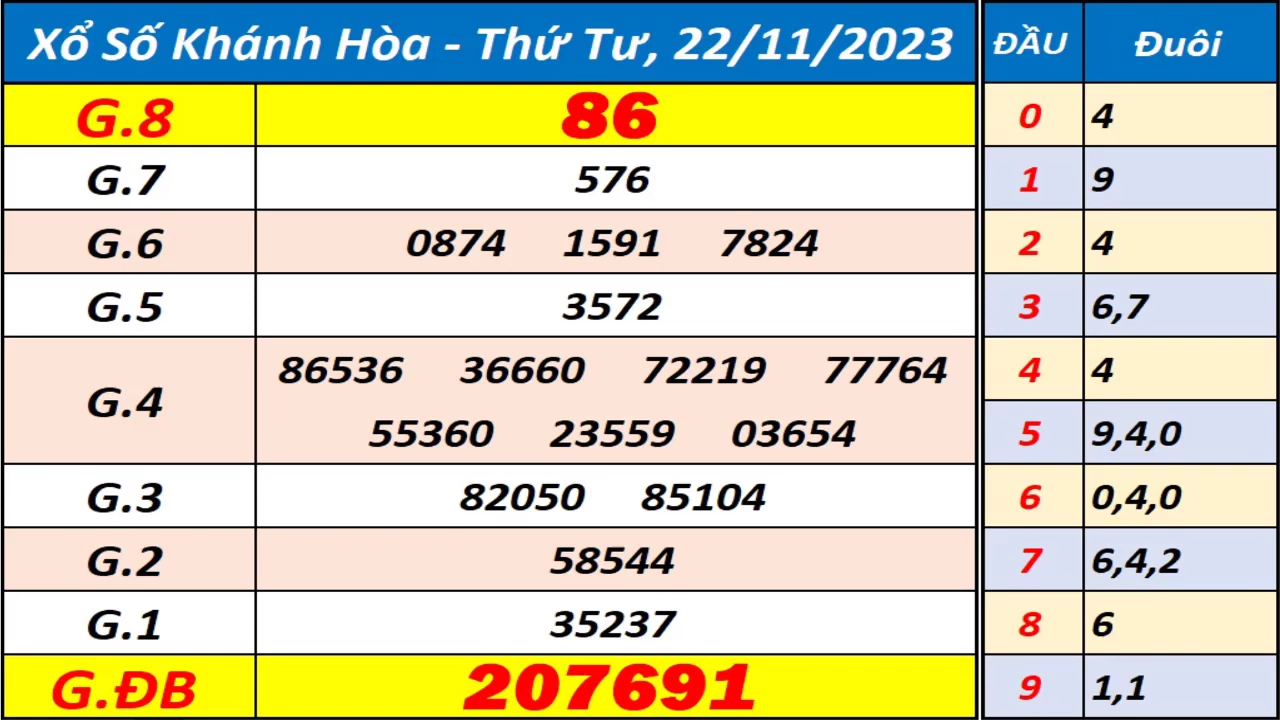 Xổ Số Khánh Hòa - Thứ Tư, 22/11/2023 ĐẦU Đuôi
G.8 86 0 4
G.7 576 1 9
G.6 0874 1591 7824 2 4
G.5 3572 3 6,7
G.4 86536 36660 72219 77764 4 4
55360 23559 03654 5 9,4,0
G.3 82050 85104 6 0,4,0
G.2 58544 7 6,4,2
G.1 35237 8 6
G.ĐB 207691 9 1,1